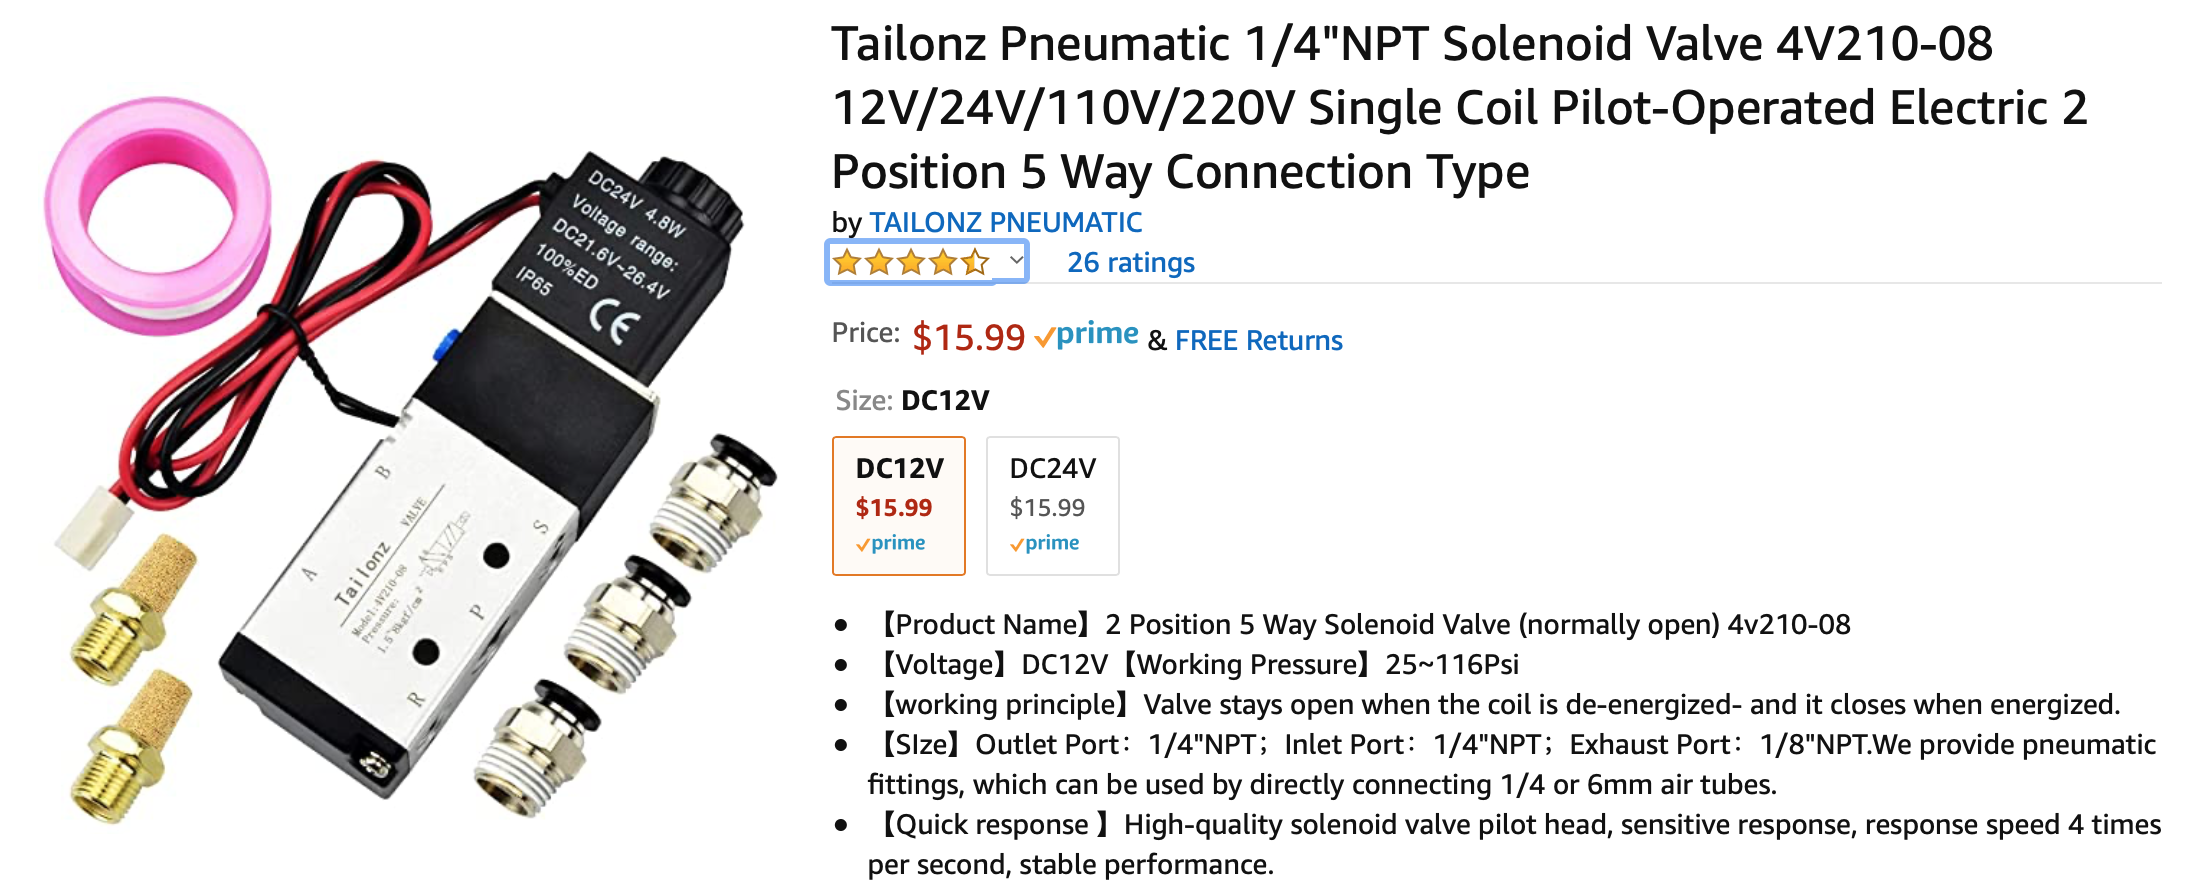 Tailonz Pneumatic 1/4"NPT Solenoid Valve 4V210-08
12V/24V/110V/220V Single Coil Pilot-Operated Electric 2
Position 5 Way Connection Type
by TAILONZ PNEUMATIC
26 ratings
Price: $15.99 prime & FREE Returns
Size: DC12V
DC12V
$15.99
prime
DC24V
$15.99
prime
● 【Product Name】2 Position 5 Way Solenoid Valve (normally open) 4v210-08
● 【Voltage】DC12V【Working Pressure】25~116Psi
● 【working principle】Valve stays open when the coil is de-energized- and it closes when energized.
● 【SIze】Outlet Port：1/4"NPT；Inlet Port：1/4"NPT；Exhaust Port：1/8"NPT.We provide pneumatic
fittings, which can be used by directly connecting 1/4 or 6mm air tubes.
● 【Quick response 】High-quality solenoid valve pilot head, sensitive response, response speed 4 times
per second, stable performance.
DC24V 4.8W
Voltage range:
DC21.6V~26.4V
100%ED
IP65
CE
B
A
Tailonz
VALVE
Model:4V210-08
Pressure:
1.5~8kgf/cm²
S
P
R